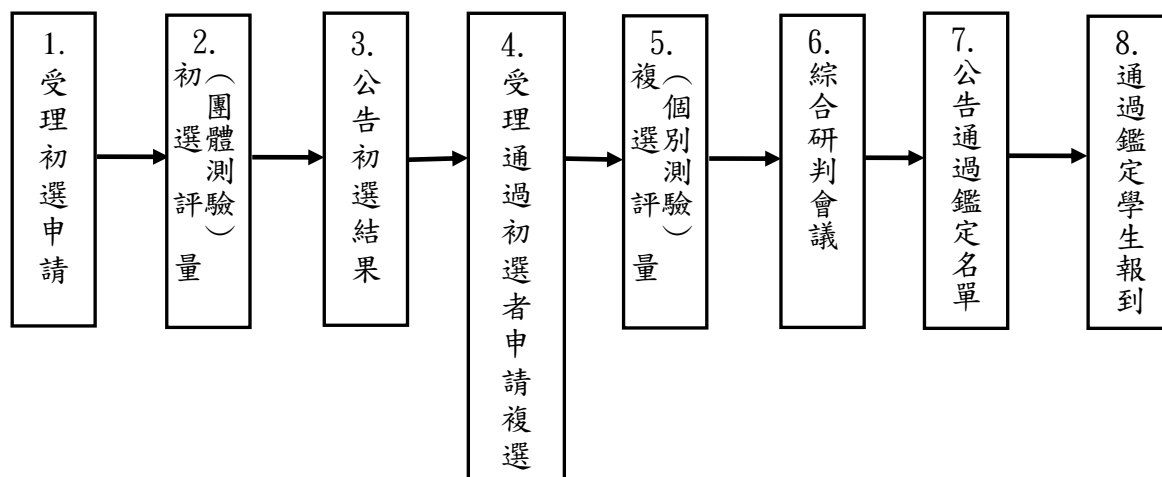 1.
受理初選申請
2.
初選評量
（團體測驗）
3.
公告初選結果
4.
受理通過初選者申請複選
5.
複選評量
（個別測驗）
6.
綜合研判會議
7.
公告通過鑑定名單
8.
通過鑑定學生報到